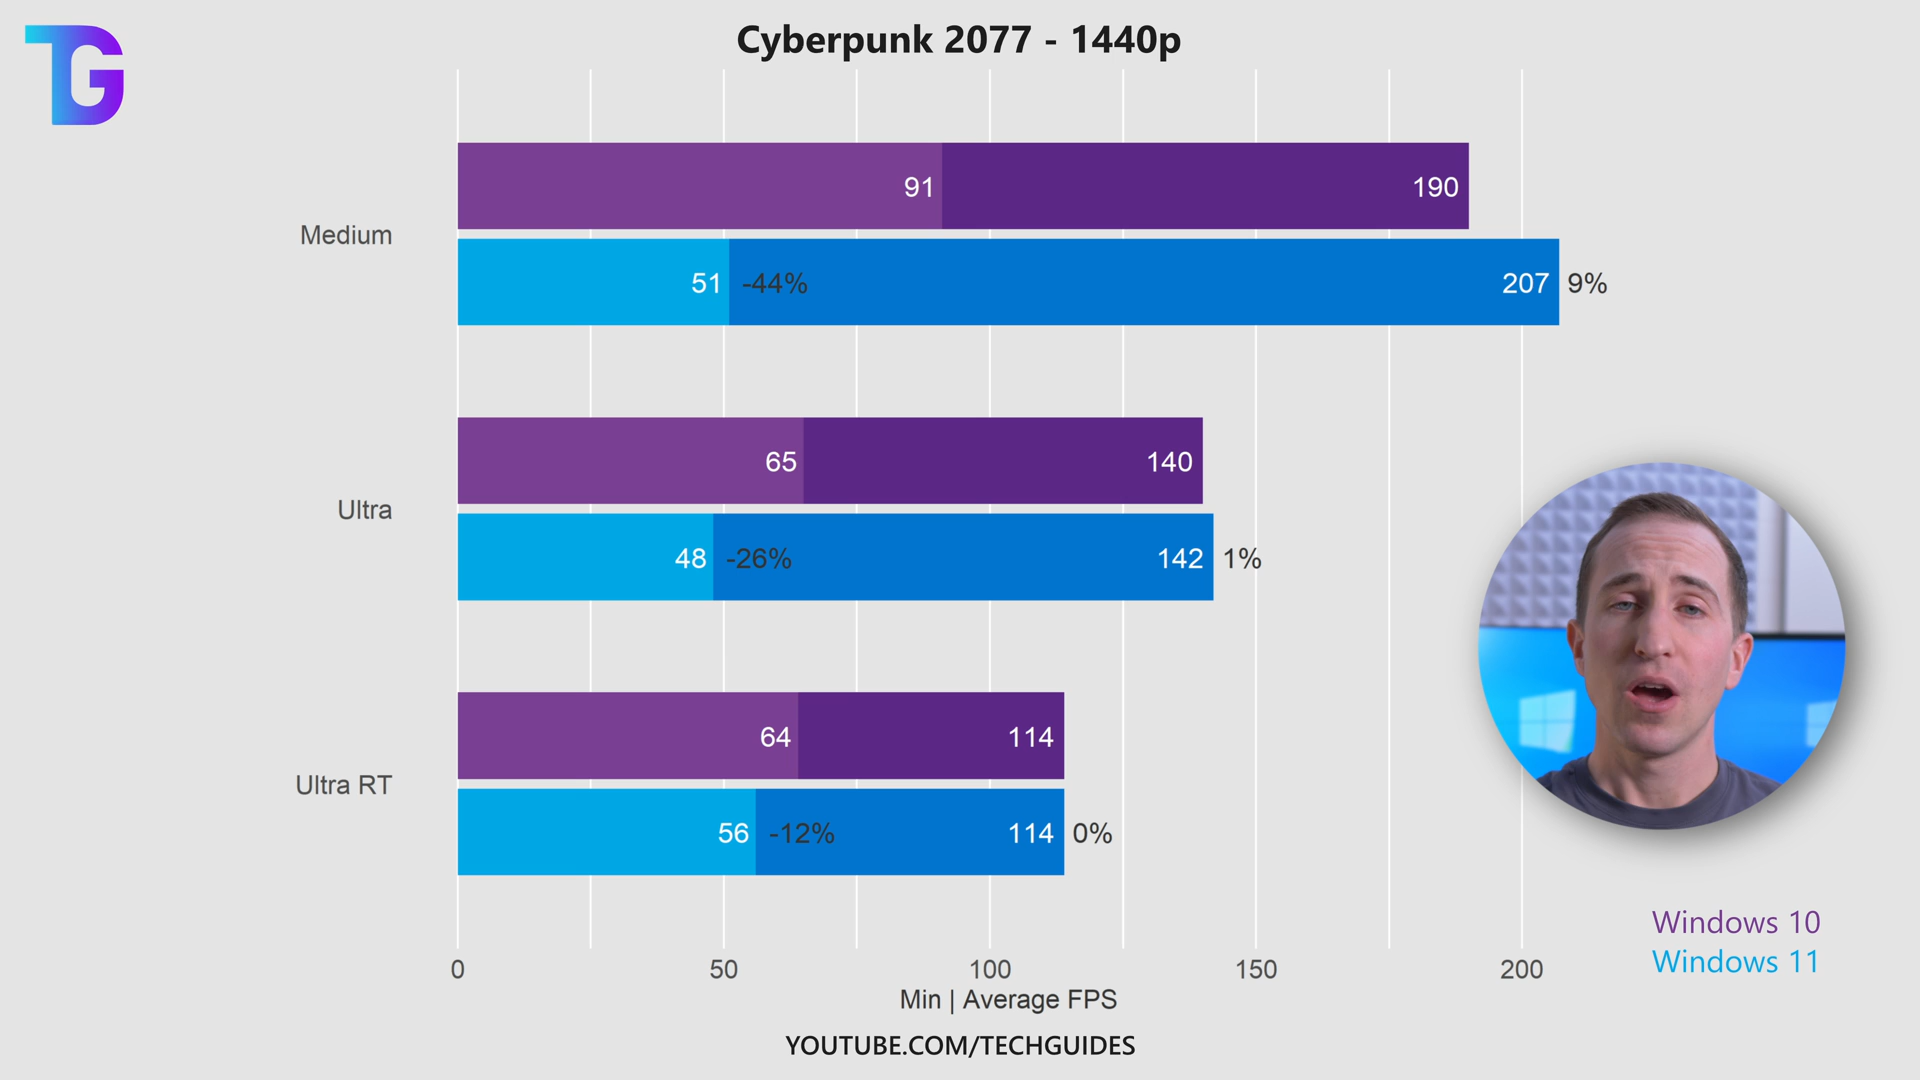 TG
Cyberpunk 2077 - 1440p
Medium
91 190
51 -44% 207 9%
Ultra
65 140
48 -26% 142 1%
Ultra RT
64 114
56 -12% 114 0%
Windows 10
Windows 11
0 50 100 150 200
Min | Average FPS
YOUTUBE.COM/TECHGUIDES